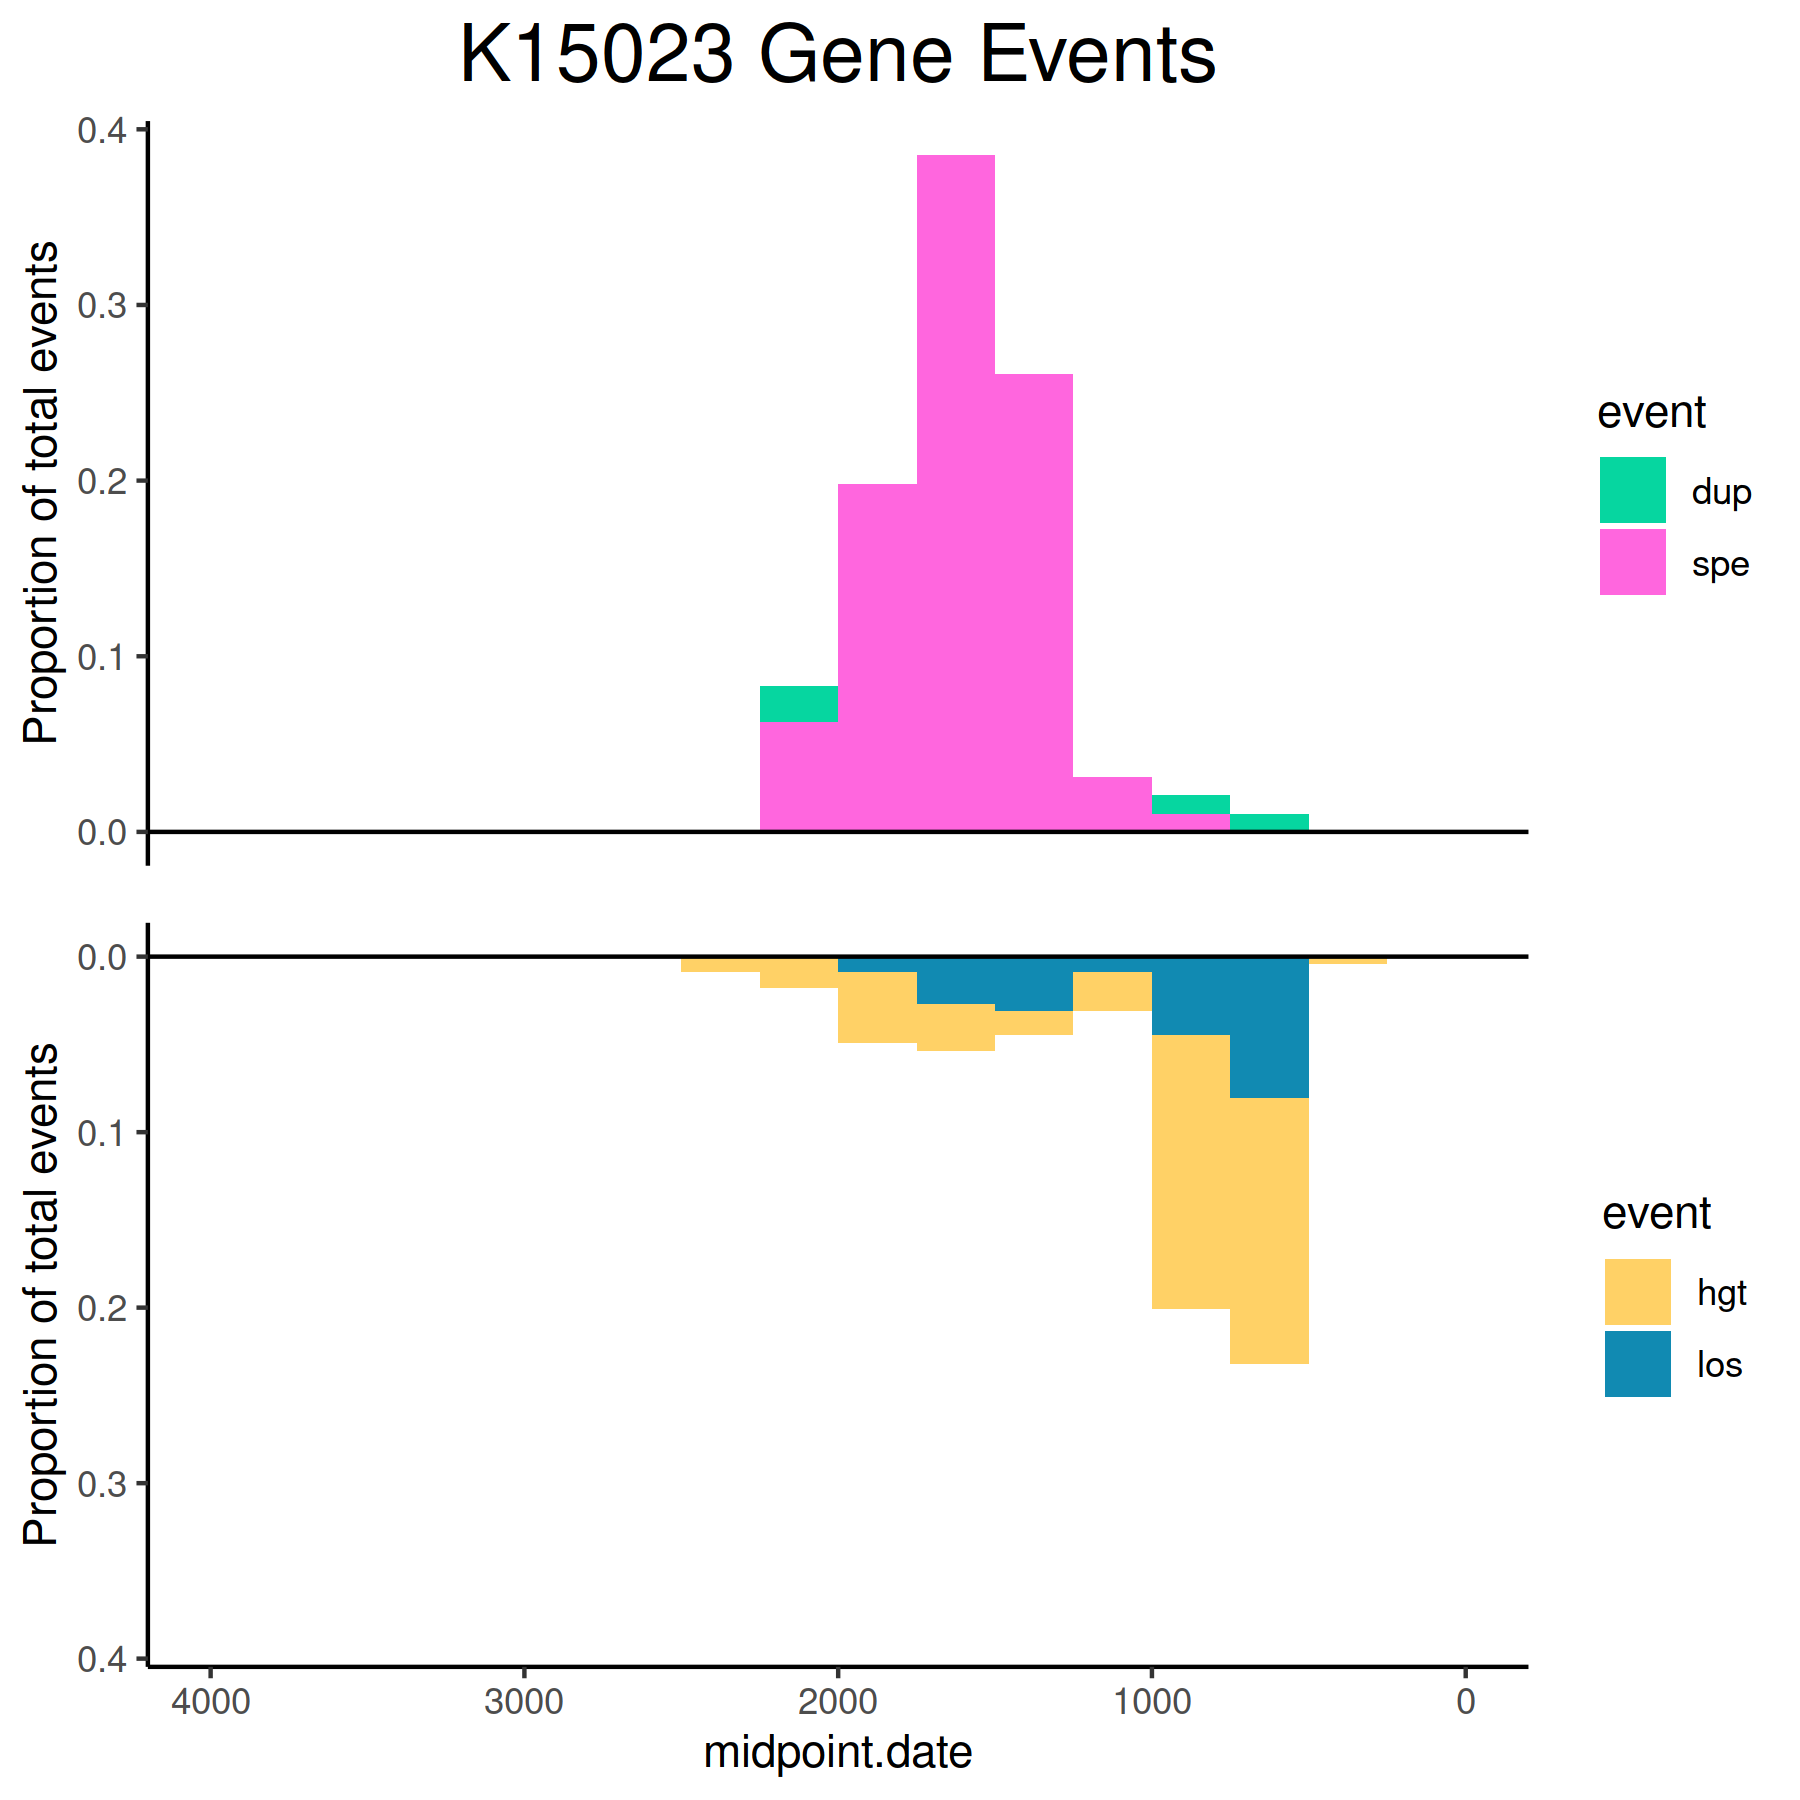 K15023 Gene Events
Proportion of total events
0.4
0.3
0.2
0.1
0.0
event
dup
spe
Proportion of total events
0.0
0.1
0.2
0.3
0.4
event
hgt
los
4000 3000 2000 1000 0
midpoint.date